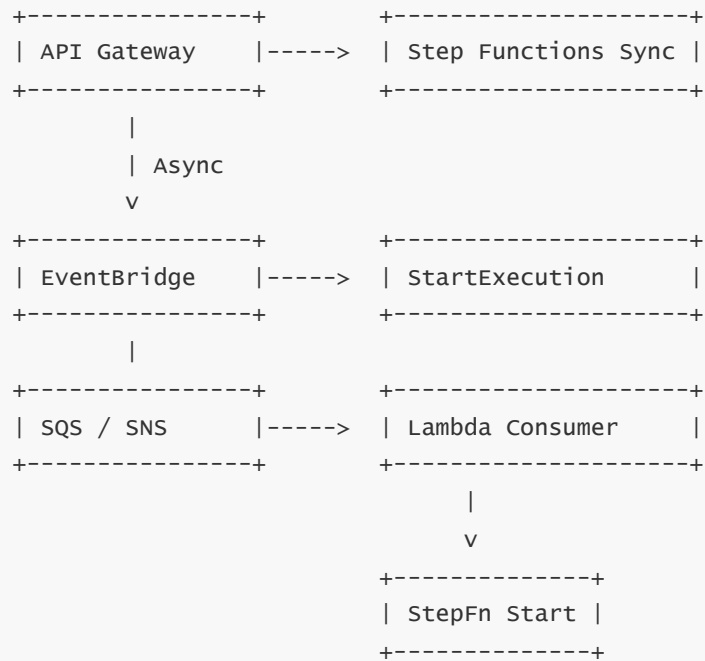 +----------------+        +---------------------+
| API Gateway    |----->  | Step Functions Sync |
+----------------+        +---------------------+
        |
        | Async
        v
+----------------+        +---------------------+
| EventBridge    |----->  | StartExecution      |
+----------------+        +---------------------+
        |
+----------------+        +---------------------+
| SQS / SNS      |----->  | Lambda Consumer     |
+----------------+        +---------------------+
                                |
                                v
                          +--------------+
                          | StepFn Start |
                          +--------------+